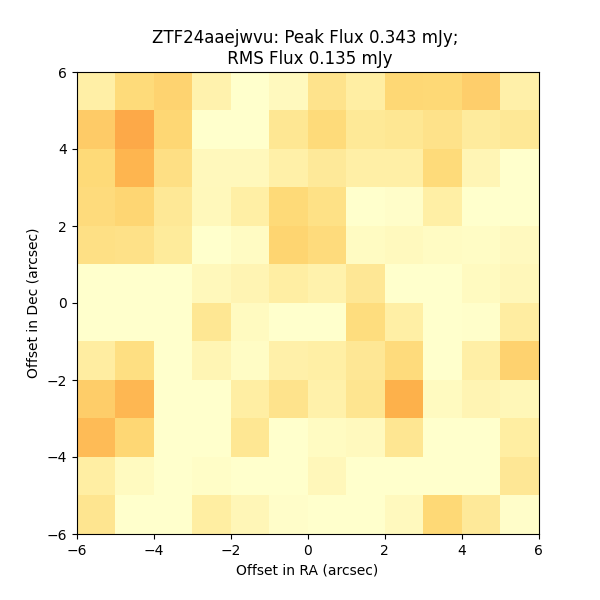 ZTF24aaejwvu: Peak Flux 0.343 mJy;
RMS Flux 0.135 mJy
6
4
2
0
−2
−4
−6
Offset in Dec (arcsec)
−6 −4 −2 0 2 4 6
Offset in RA (arcsec)